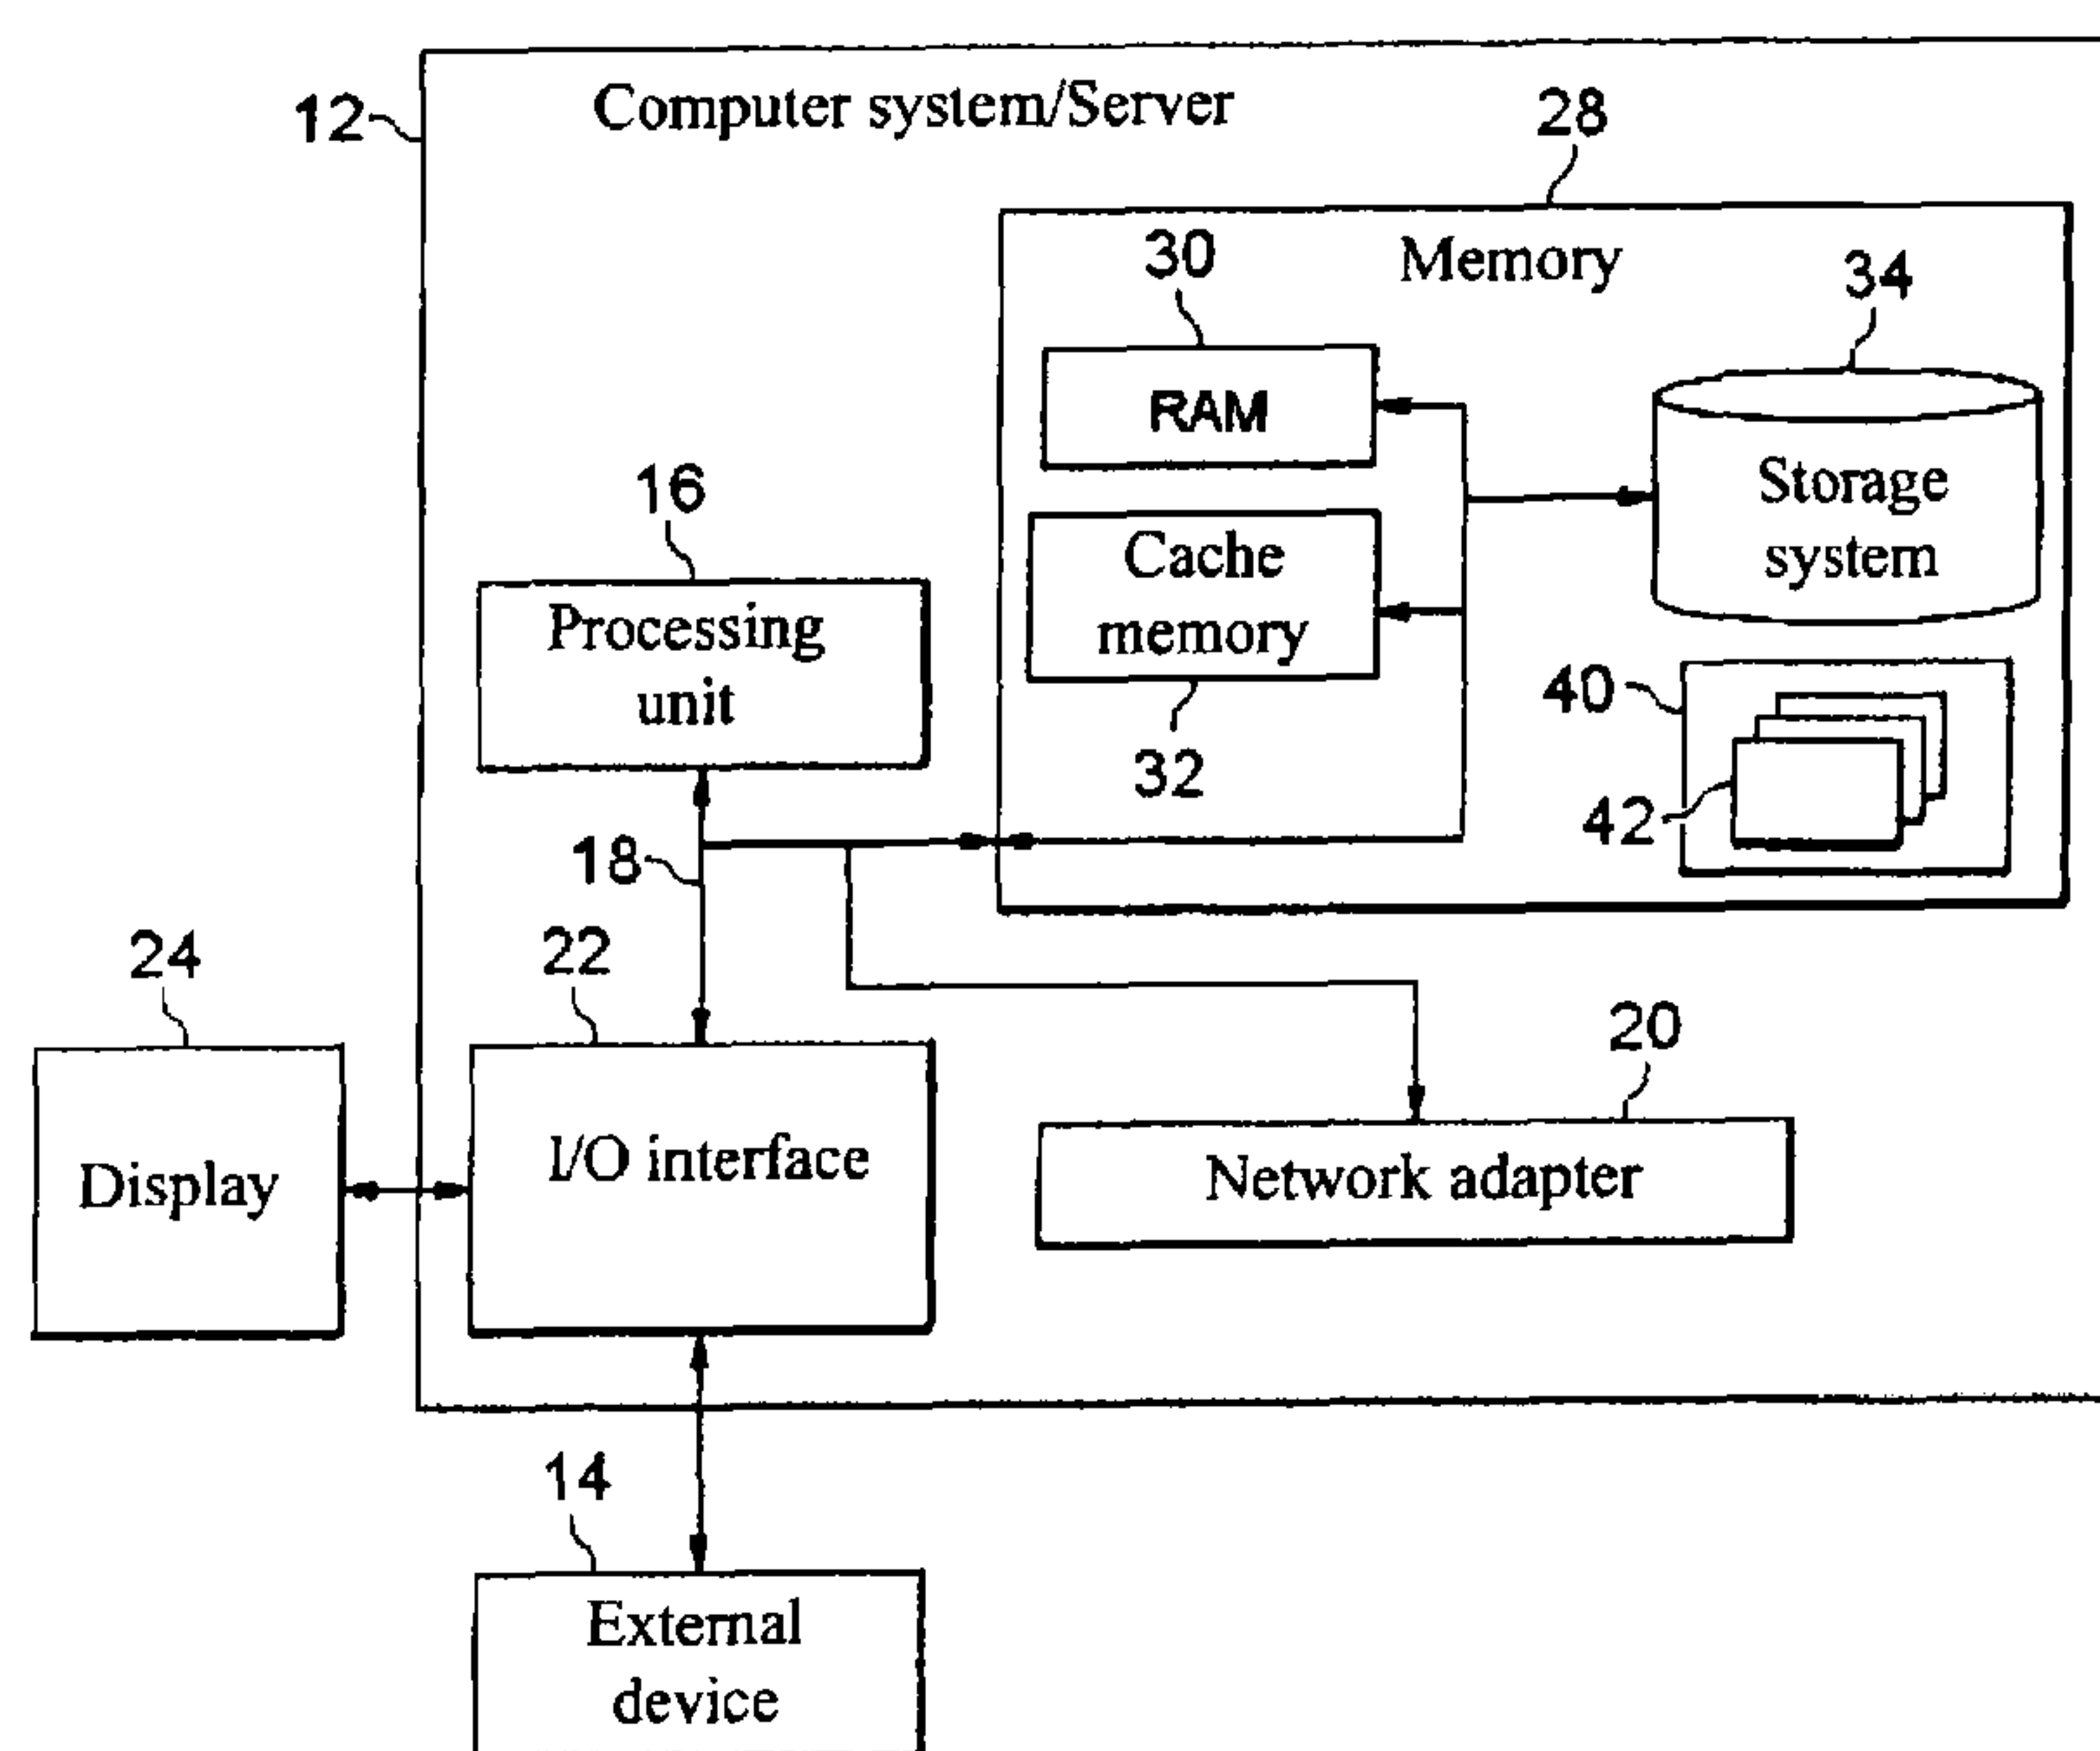 12
Computer system/Server
28
30
Memory
34
RAM
16
Storage
system
Cache
memory
Processing
unit
40
32
42
18
24
22
20
Display
I/O interface
Network adapter
14
External
device